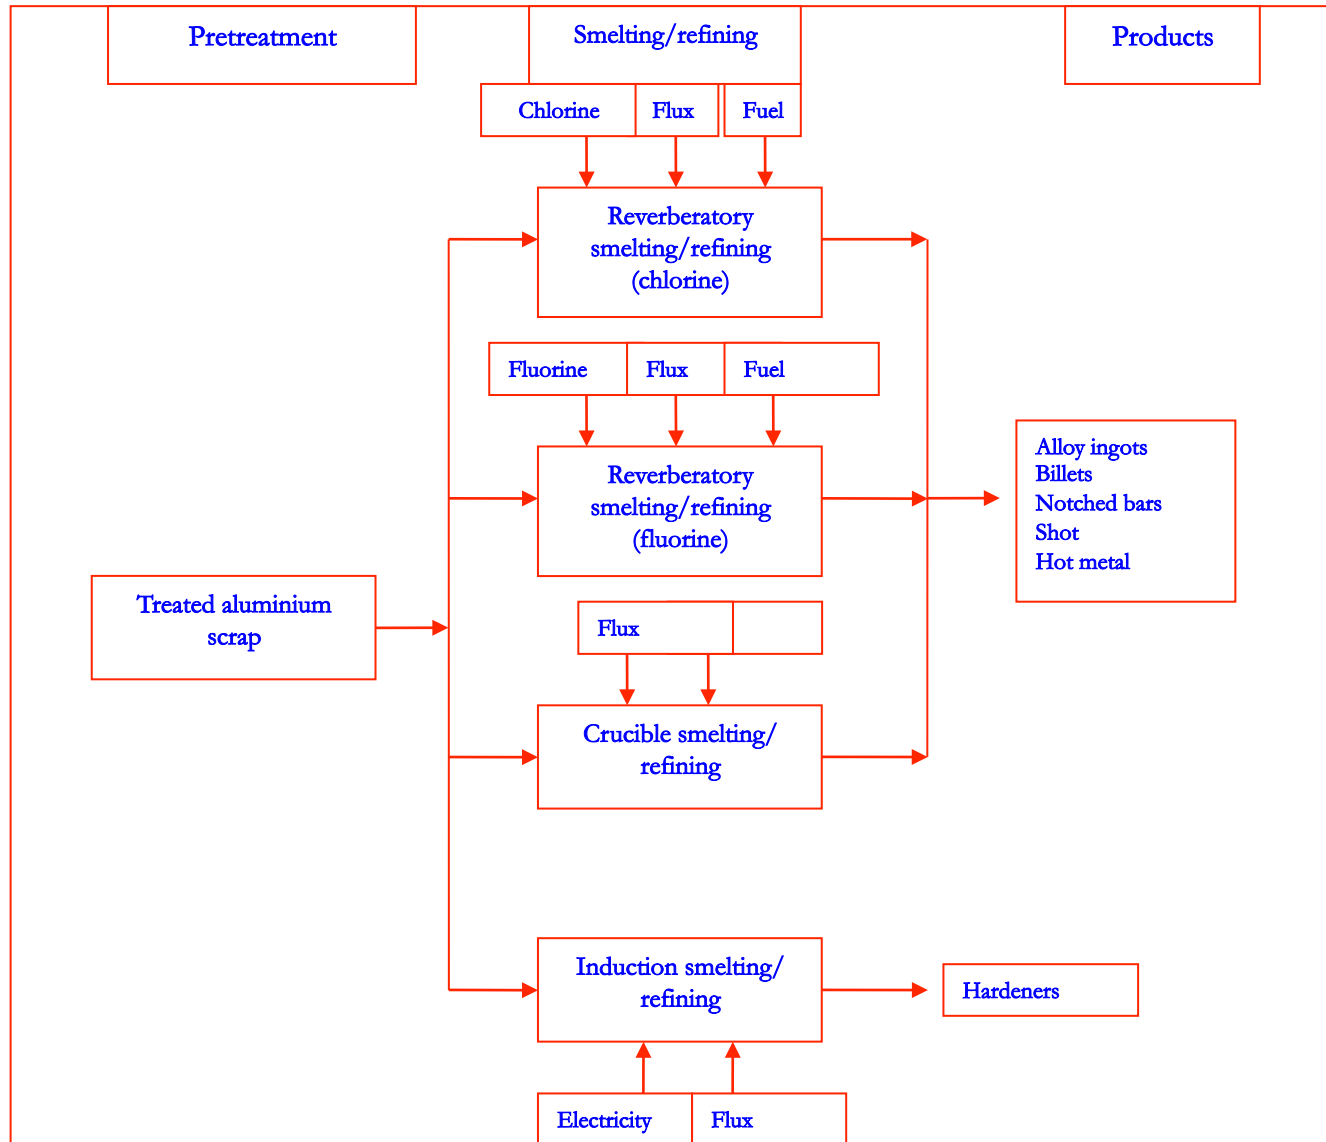 Pretreatment
Smelting/refining
Products
Chlorine
Flux
Fuel
Reverberatory
smelting/refining
(chlorine)
Fluorine
Flux
Fuel
Reverberatory
smelting/refining
(fluorine)
Alloy ingots
Billets
Notched bars
Shot
Hot metal
Treated aluminium
scrap
Flux
Crucible smelting/
refining
Induction smelting/
refining
Hardeners
Electricity
Flux